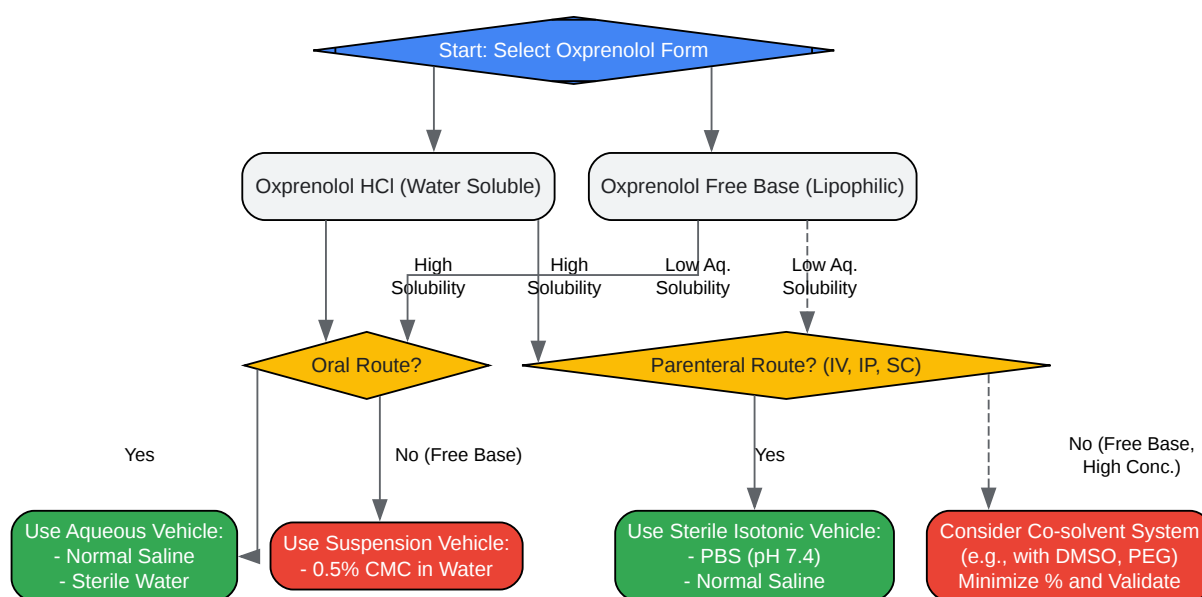 Start: Select Oxprenolol Form
Oxprenolol HCl (Water Soluble)
Oxprenolol Free Base (Lipophilic)
High
Solubility
High
Solubility
Low Aq.
Solubility
Low Aq.
Solubility
Oral Route?
Parenteral Route? (IV, IP, SC)
Yes
No (Free Base)
Yes
No (Free Base,
High Conc.)
Use Aqueous Vehicle:
- Normal Saline
- Sterile Water
Use Suspension Vehicle:
- 0.5% CMC in Water
Use Sterile Isotonic Vehicle:
- PBS (pH 7.4)
- Normal Saline
Consider Co-solvent System
(e.g., with DMSO, PEG)
Minimize % and Validate